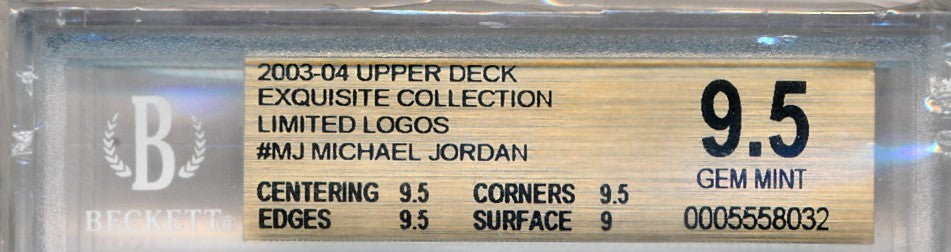 B
BECKETT®
2003-04 UPPER DECK
EXQUISITE COLLECTION
LIMITED LOGOS
#MJ MICHAEL JORDAN
CENTERING 9.5 CORNERS 9.5
EDGES 9.5 SURFACE 9
9.5
GEM MINT
0005558032